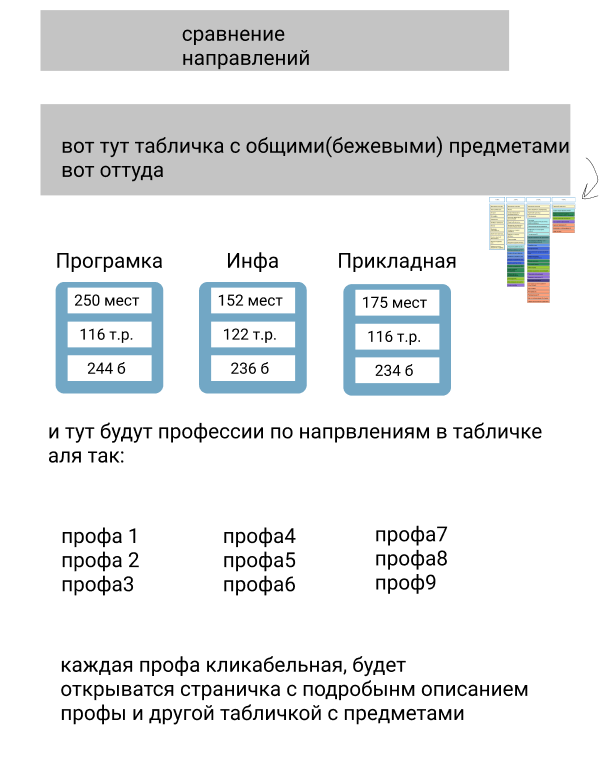 сравнение
направлений
вот тут табличка с общими(бежевыми) предметами
вот оттуда
Програмка
Инфа
Прикладная
250 мест
152 мест
175 мест
116 т.р.
122 т.р.
116 т.р.
244 б
236 б
234 б
и тут будут профессии по напрвлениям в табличке
аля так:
профа 1
профа4
профа7
профа 2
профа5
профа8
профа3
профа6
проф9
каждая профа кликабельная, будет
открыватся страничка с подробынм описанием
профы и другой табличкой с предметами